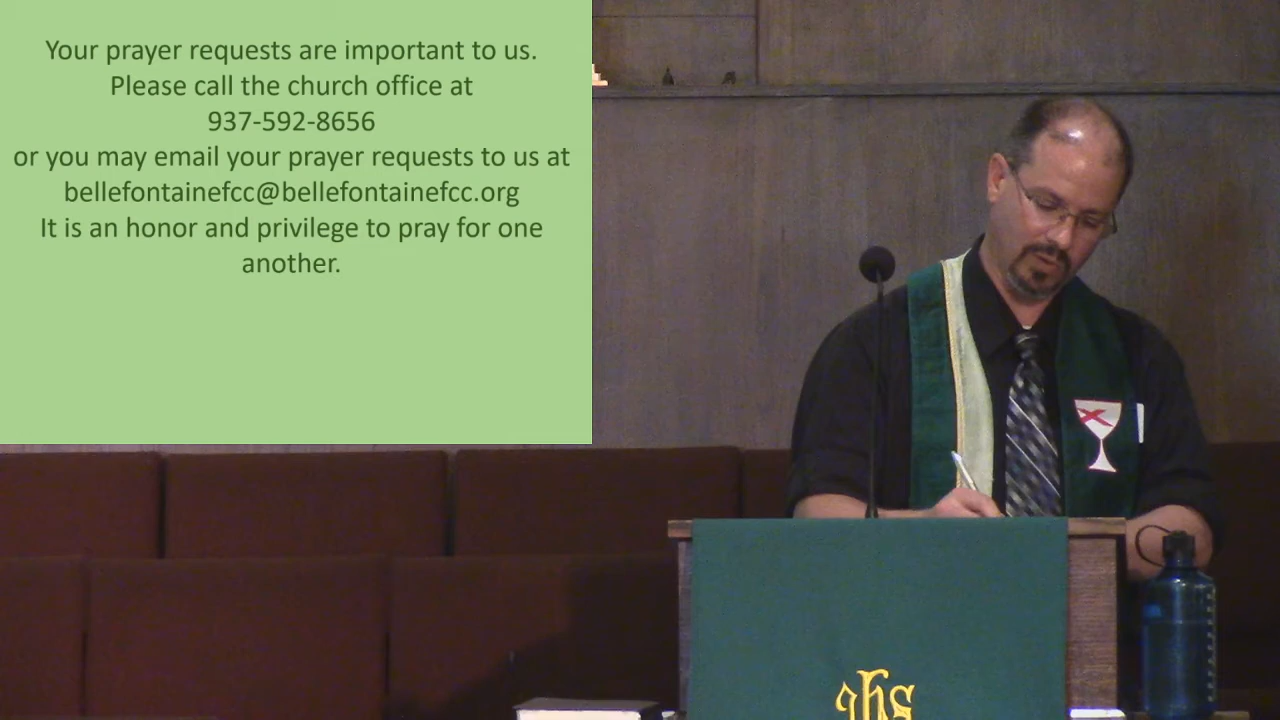 Your prayer requests are important to us.
Please call the church office at
937-592-8656
or you may email your prayer requests to us at
bellefontainefcc@bellefontainefcc.org
It is an honor and privilege to pray for one
another.
ihs